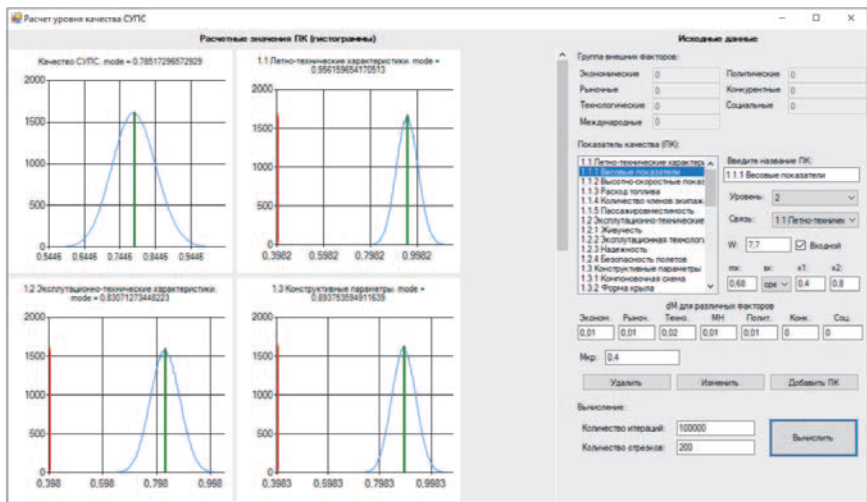 Расчет уровня качества СУПС
Расчетные значения ПК (гистограммы)
Качество СУПС. mode = 0.78517296572929
2000
1500
1000
500
0
0.5446 0.6446 0.7446 0.8446 0.9446
1.1 Летно-технические характеристики. mode =
0.956159654170513
2000
1500
1000
500
0
0.3982 0.5982 0.7982 0.9982
1.2 Эксплутационно-технические характеристики.
mode = 0.83071273448223
2000
1500
1000
500
0
0.398 0.598 0.798 0.998
1.3 Конструктивные параметры. mode =
0.893753594911639
2000
1500
1000
500
0
0.3983 0.5983 0.7983 0.9983
Исходные данные
Группа внешних факторов:
Экономические 0 Политические 0
Рыночные 0 Конкурентные 0
Технологические 0 Социальные 0
Международные 0
Показатель качества (ПК):
1.1 Летно-технические характери
1.1.1 Весовые показатели
1.1.2 Высотно-скоростные показ
1.1.3 Расход топлива
1.1.4 Количество членов экипаж
1.1.5 Пассажировместимость
1.2 Эксплутационно-технические
1.2.1 Живучесть
1.2.2 Эксплутационная технологи
1.2.3 Надежность
1.2.4 Безопасность полетов
1.3 Конструктивные параметры
1.3.1 Компоновочная схема
1.3.2 Форма крыла
Введите название ПК:
1.1.1 Весовые показатели
Уровень: 2
Связь: 1.1 Летно-техничес
W: 7,7 Входной
mx: sx: x1: x2:
0.68 срх 0.4 0.8
dM для различных факторов
Эконом. Рыноч. Техно. МН Полит. Конк. Соц.
0.01 0.01 0.02 0.01 0.01 0 0
Мкр: 0.4
Удалить Изменить Добавить ПК
Вычисление:
Количество итераций: 100000
Количество отрезков: 200
Вычислить